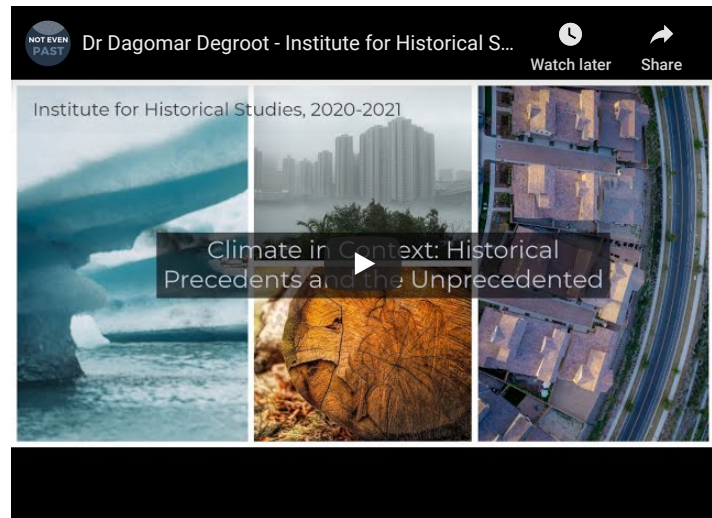 NOT EVEN
PAST
Dr Dagomar Degroot - Institute for Historical S...
Watch later
Share
Institute for Historical Studies, 2020-2021
Climate in Context: Historical
Precedents and the Unprecedented